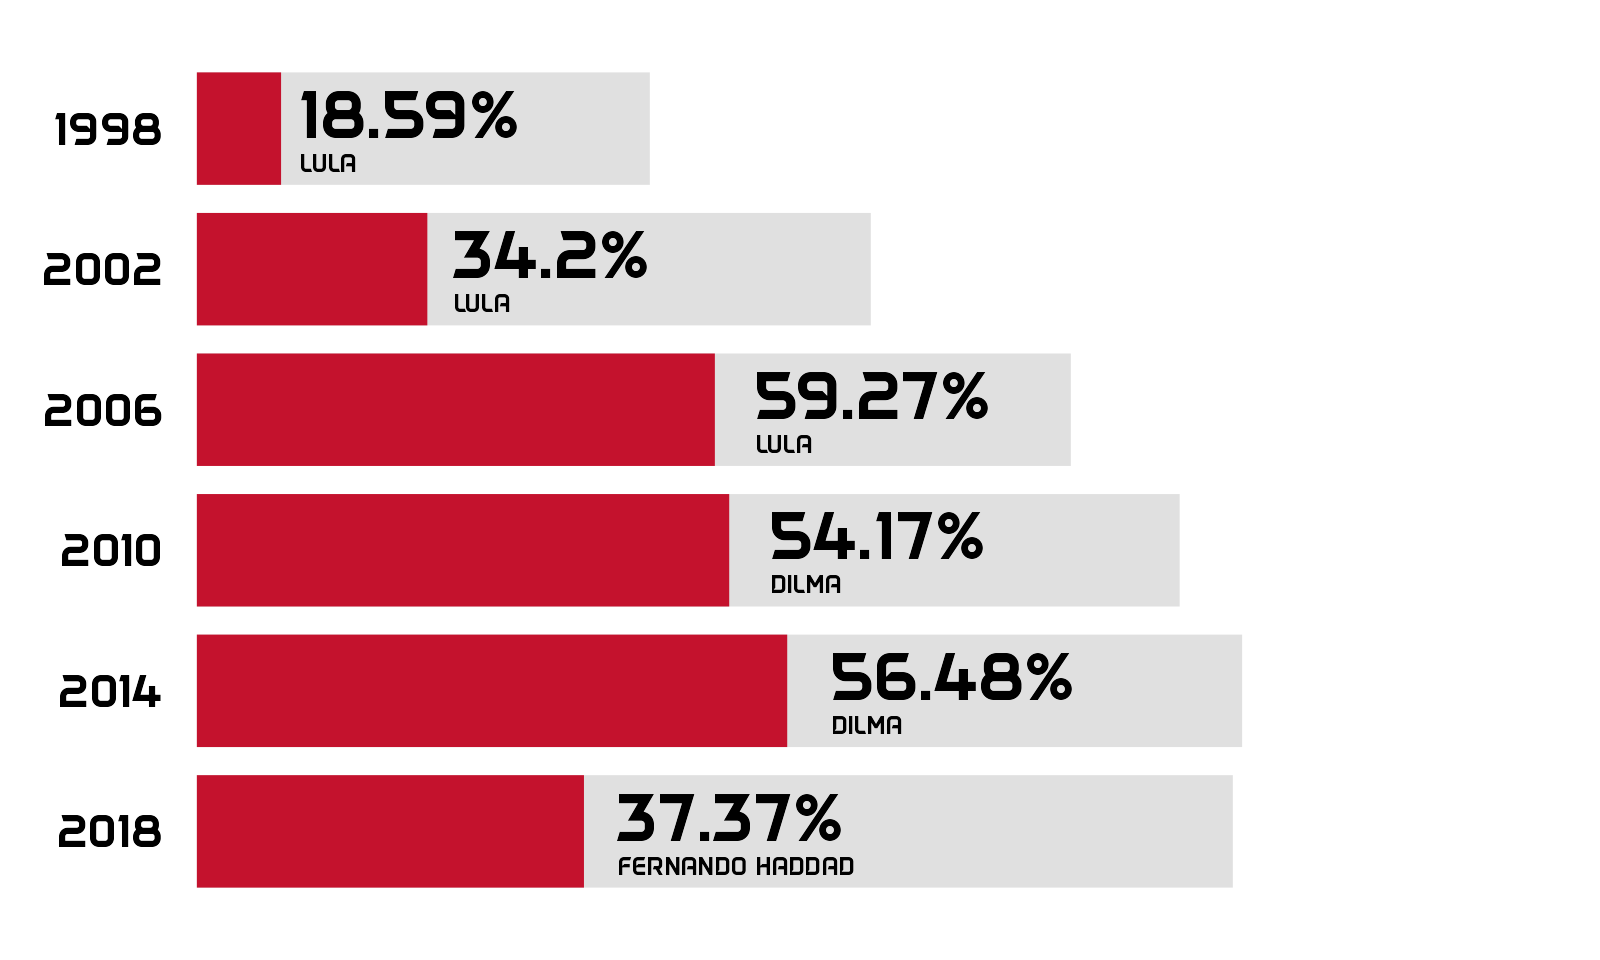 1998
18.59%
LULA
2002
34.2%
LULA
2006
59.27%
LULA
2010
54.17%
DILMA
2014
56.48%
DILMA
2018
37.37%
FERNANDO HADDAD